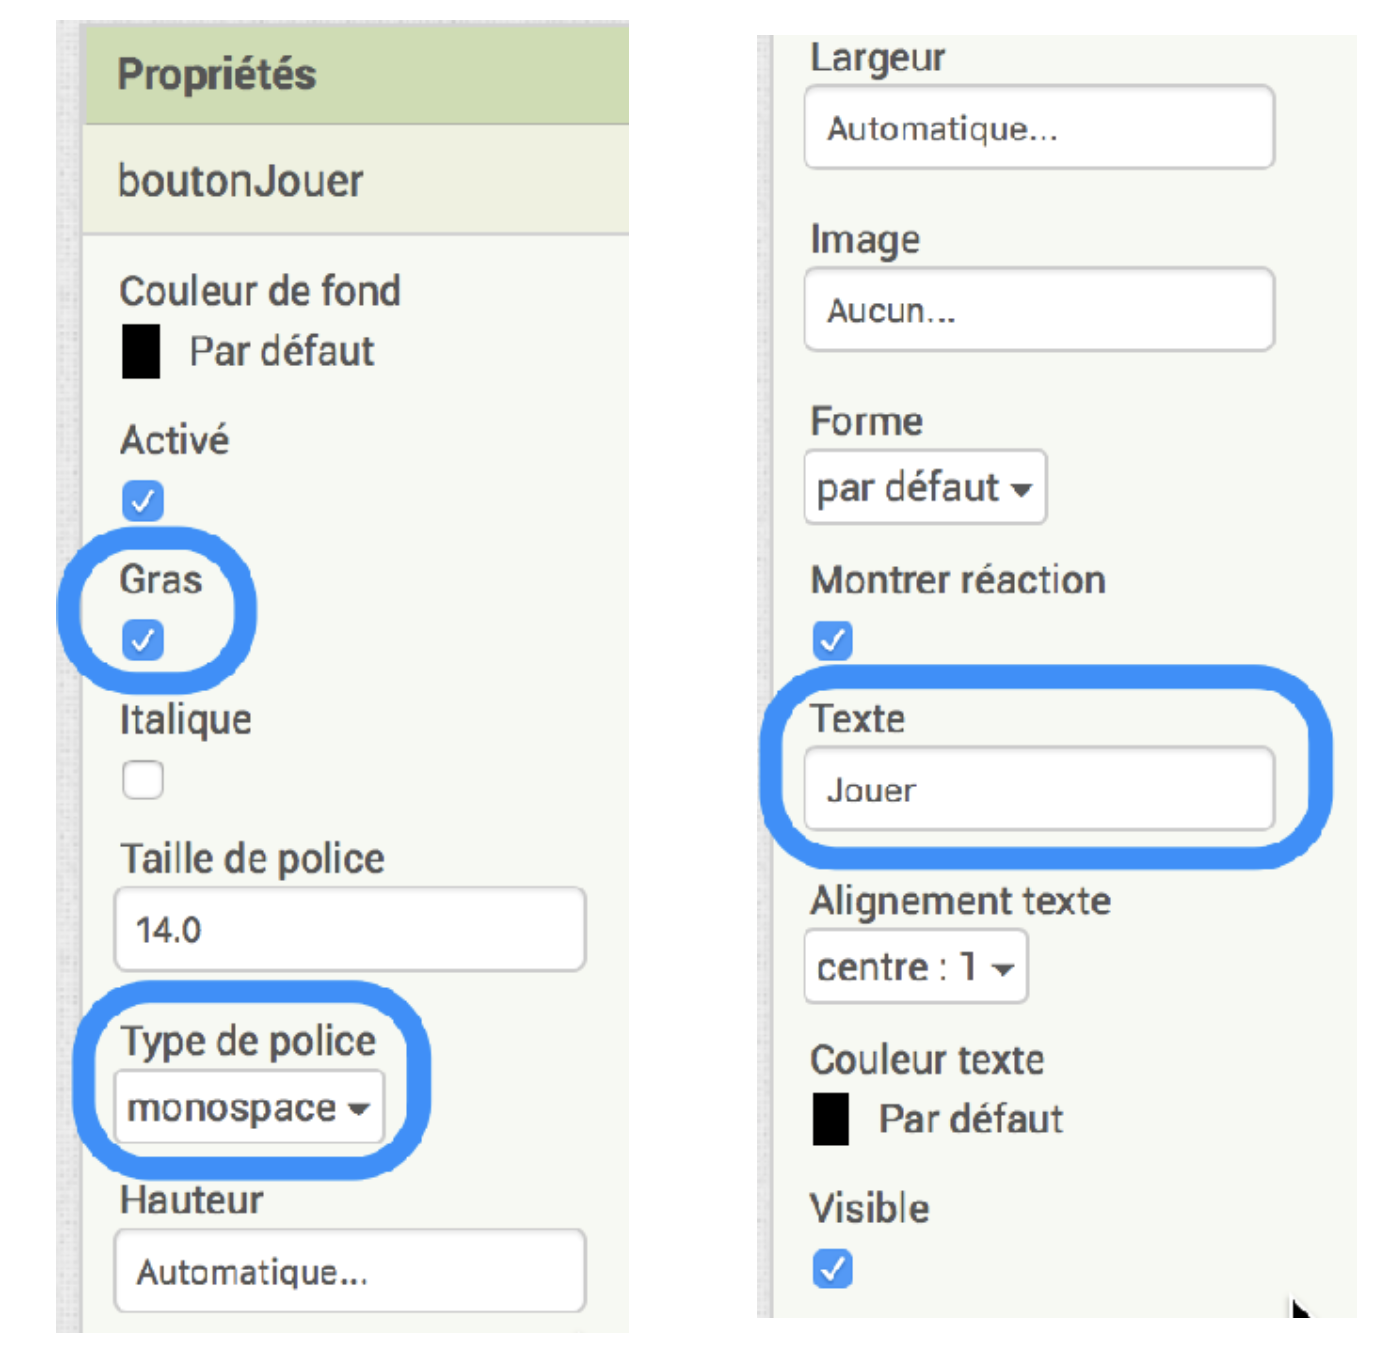 Propriétés
boutonJouer
Couleur de fond
Par défaut
Activé
Gras
Italique
Taille de police
14.0
Type de police
monospace
Hauteur
Automatique...
Largeur
Automatique...
Image
Aucun...
Forme
par défaut
Montrer réaction
Texte
Jouer
Alignement texte
centre : 1
Couleur texte
Par défaut
Visible